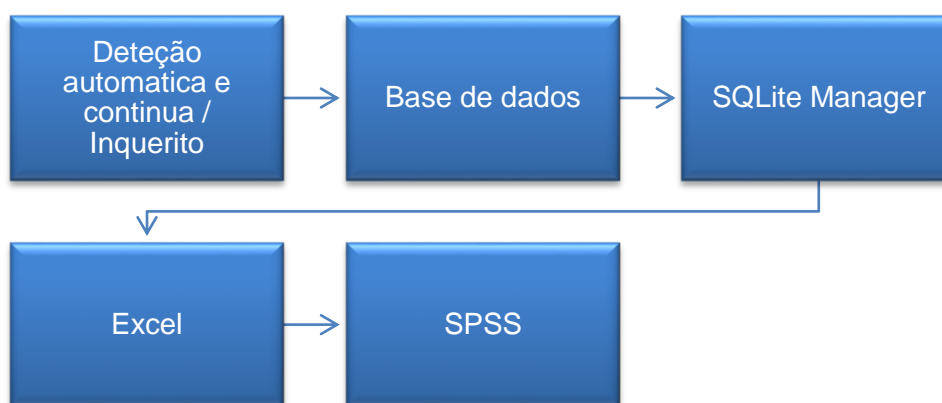 Deteção
automatica e
continua /
Inquerito
Base de dados
SQLite Manager
Excel
SPSS